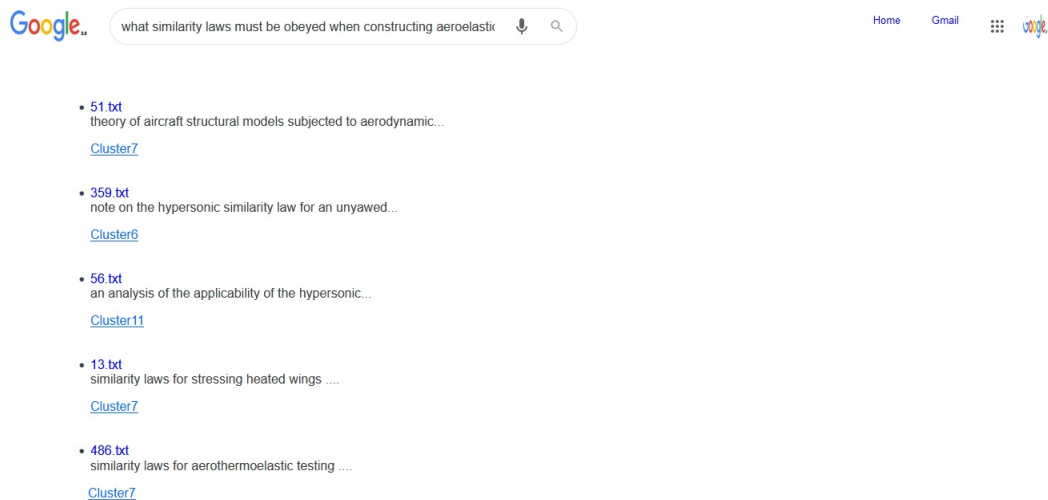 Google
what similarity laws must be obeyed when constructing aeroelastic
Home
Gmail
Google
51.txt
theory of aircraft structural models subjected to aerodynamic...
Cluster7
359.txt
note on the hypersonic similarity law for an unyawed...
Cluster6
56.txt
an analysis of the applicability of the hypersonic...
Cluster11
13.txt
similarity laws for stressing heated wings ....
Cluster7
486.txt
similarity laws for aerothermoelastic testing ....
Cluster7